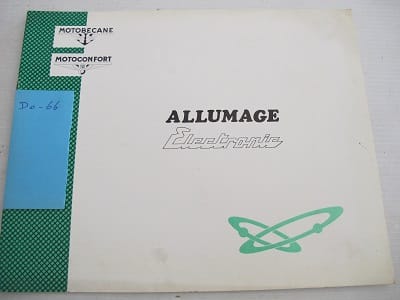 MOTOBECANE
MOTOCONFORT
Do-66
ALLUMAGE
Electronic